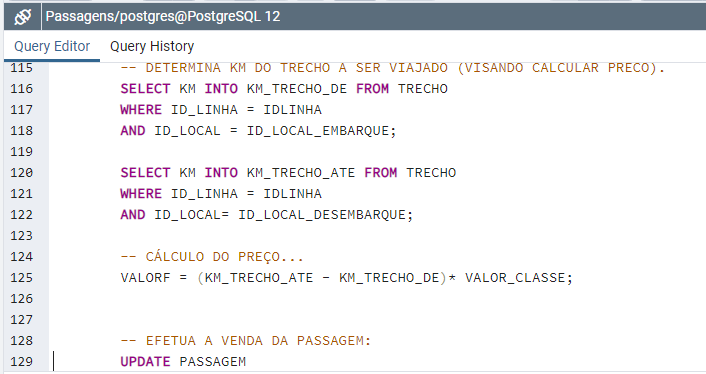 Passagens/postgres@PostgreSQL 12
Query Editor Query History
115 -- DETERMINA KM DO TRECHO A SER VIAJADO (VISANDO CALCULAR PRECO).
116 SELECT KM INTO KM_TRECHO_DE FROM TRECHO
117 WHERE ID_LINHA = IDLINHA
118 AND ID_LOCAL = ID_LOCAL_EMBARQUE;
119
120 SELECT KM INTO KM_TRECHO_ATE FROM TRECHO
121 WHERE ID_LINHA = IDLINHA
122 AND ID_LOCAL= ID_LOCAL_DESEMBARQUE;
123
124 -- CÁLCULO DO PREÇO...
125 VALORF = (KM_TRECHO_ATE - KM_TRECHO_DE)* VALOR_CLASSE;
126
127
128 -- EFETUA A VENDA DA PASSAGEM:
129 UPDATE PASSAGEM